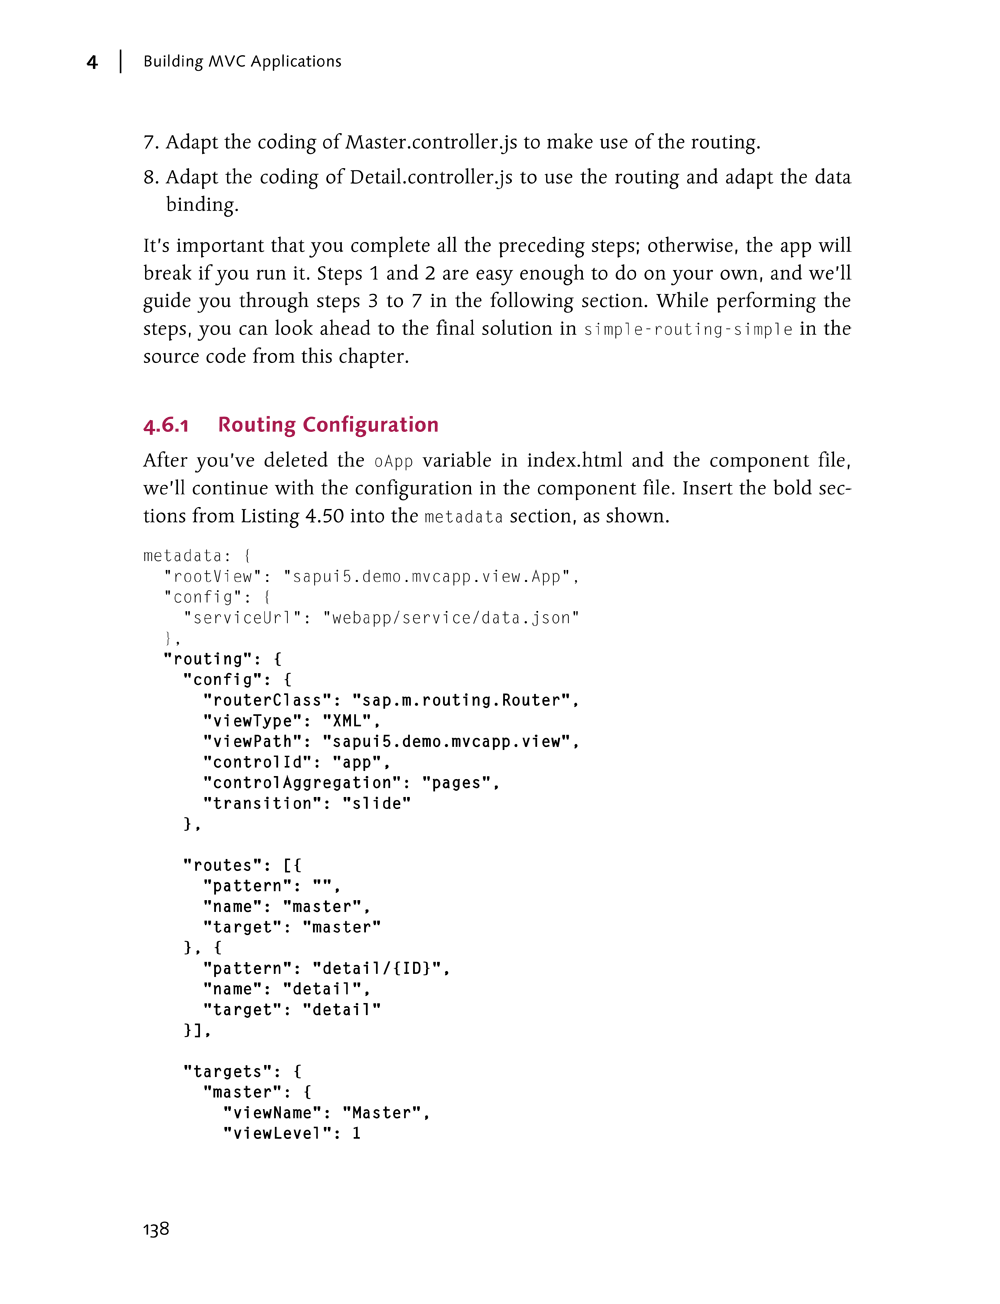 4 | Building MVC Applications
7. Adapt the coding of Master.controller.js to make use of the routing.
8. Adapt the coding of Detail.controller.js to use the routing and adapt the data
binding.
It's important that you complete all the preceding steps; otherwise, the app will
break if you run it. Steps 1 and 2 are easy enough to do on your own, and we'll
guide you through steps 3 to 7 in the following section. While performing the
steps, you can look ahead to the final solution in simple-routing-simple in the
source code from this chapter.
4.6.1 Routing Configuration
After you've deleted the oApp variable in index.html and the component file,
we'll continue with the configuration in the component file. Insert the bold sec-
tions from Listing 4.50 into the metadata section, as shown.
metadata: {
  "rootView": "sapui5.demo.mvcapp.view.App",
  "config": {
    "serviceUrl": "webapp/service/data.json"
  },
  "routing": {
    "config": {
      "routerClass": "sap.m.routing.Router",
      "viewType": "XML",
      "viewPath": "sapui5.demo.mvcapp.view",
      "controlId": "app",
      "controlAggregation": "pages",
      "transition": "slide"
    },
    "routes": [{
      "pattern": "",
      "name": "master",
      "target": "master"
    }, {
      "pattern": "detail/{ID}",
      "name": "detail",
      "target": "detail"
    }],
    "targets": {
      "master": {
        "viewName": "Master",
        "viewLevel": 1
138